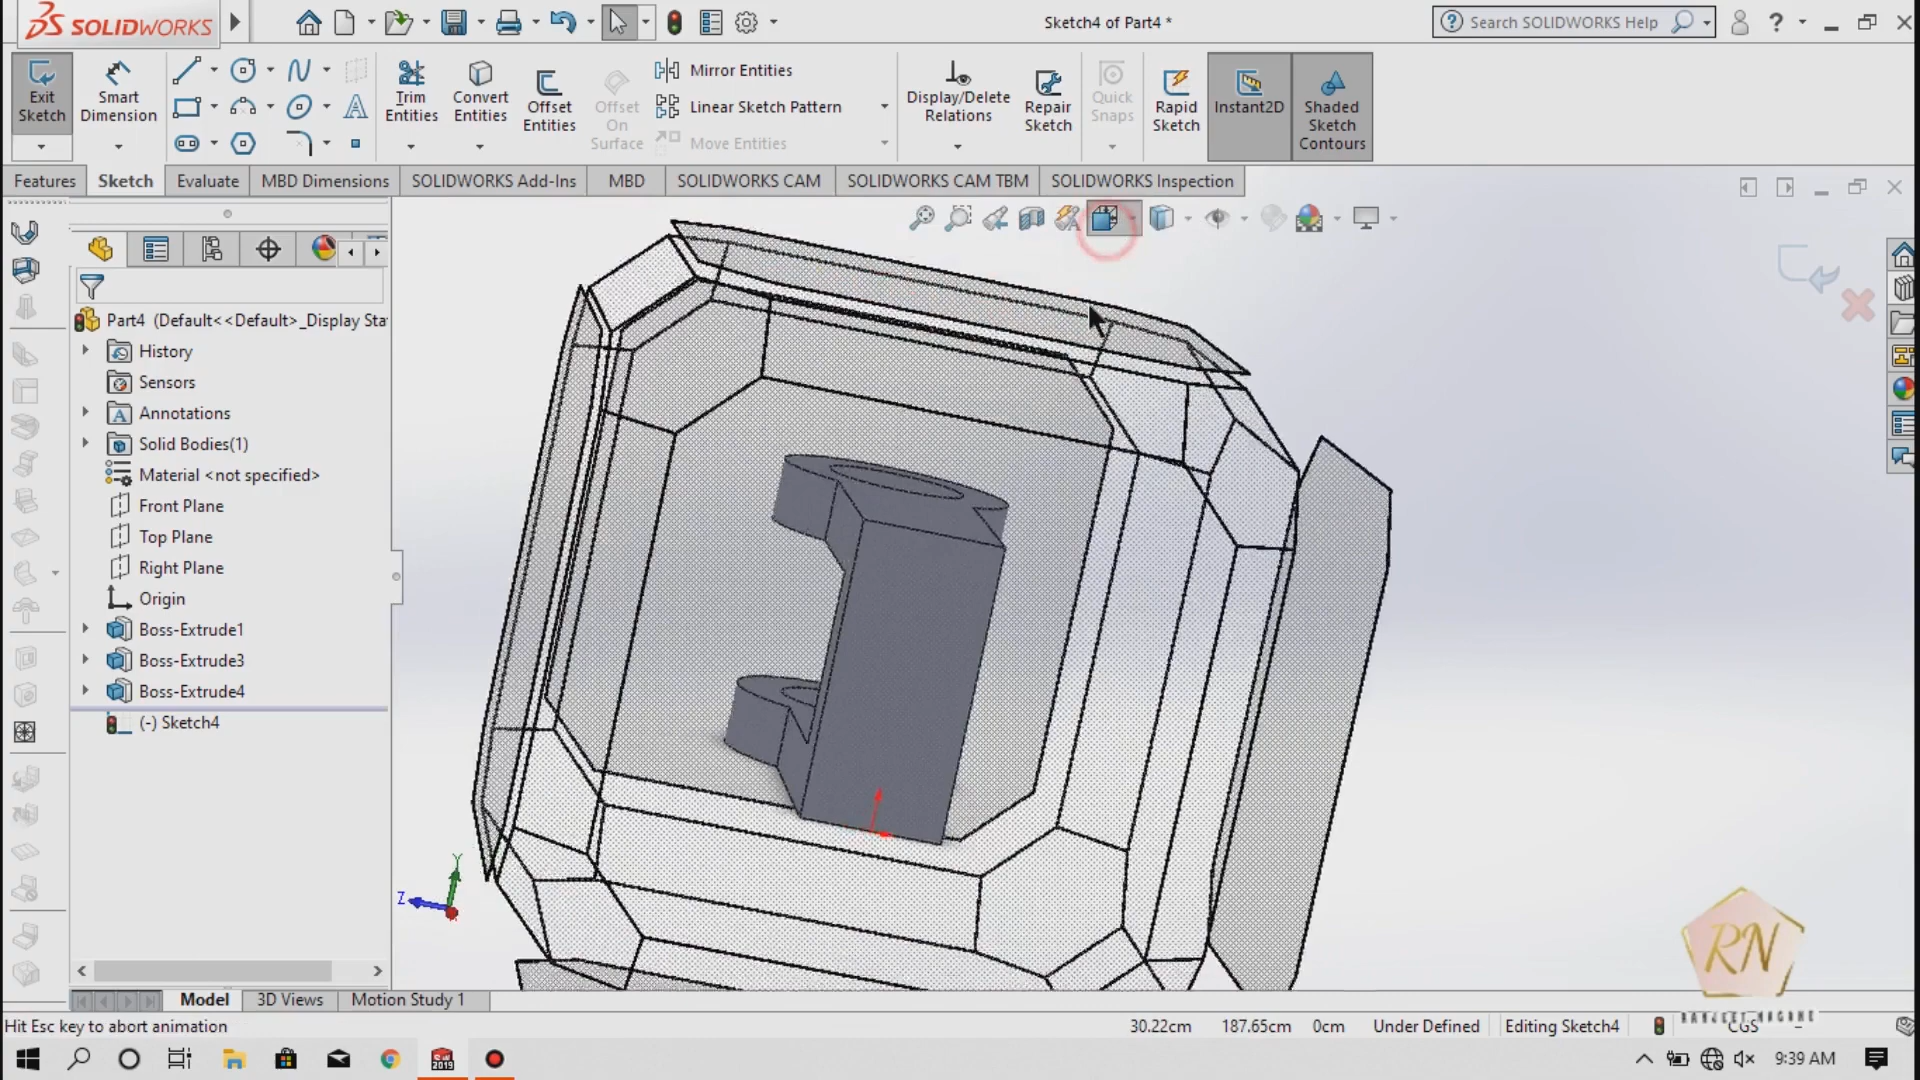 SOLIDWORKS
Sketch4 of Part4 *
Search SOLIDWORKS Help
?
Exit Sketch
Smart Dimension
Trim Entities
Convert Entities
Offset Entities
Offset On Surface
Mirror Entities
Linear Sketch Pattern
Move Entities
Display/Delete Relations
Repair Sketch
Quick Snaps
Rapid Sketch
Instant2D
Shaded Sketch Contours
Features
Sketch
Evaluate
MBD Dimensions
SOLIDWORKS Add-Ins
MBD
SOLIDWORKS CAM
SOLIDWORKS CAM TBM
SOLIDWORKS Inspection
Part4 (Default<<Default>_Display Sta
History
Sensors
Annotations
Solid Bodies(1)
Material <not specified>
Front Plane
Top Plane
Right Plane
Origin
Boss-Extrude1
Boss-Extrude3
Boss-Extrude4
(-) Sketch4
Y
Z
RN
RANJEET NAGANE
Model
3D Views
Motion Study 1
Hit Esc key to abort animation
30.22cm
187.65cm
0cm
Under Defined
Editing Sketch4
CGS
2019
9:39 AM